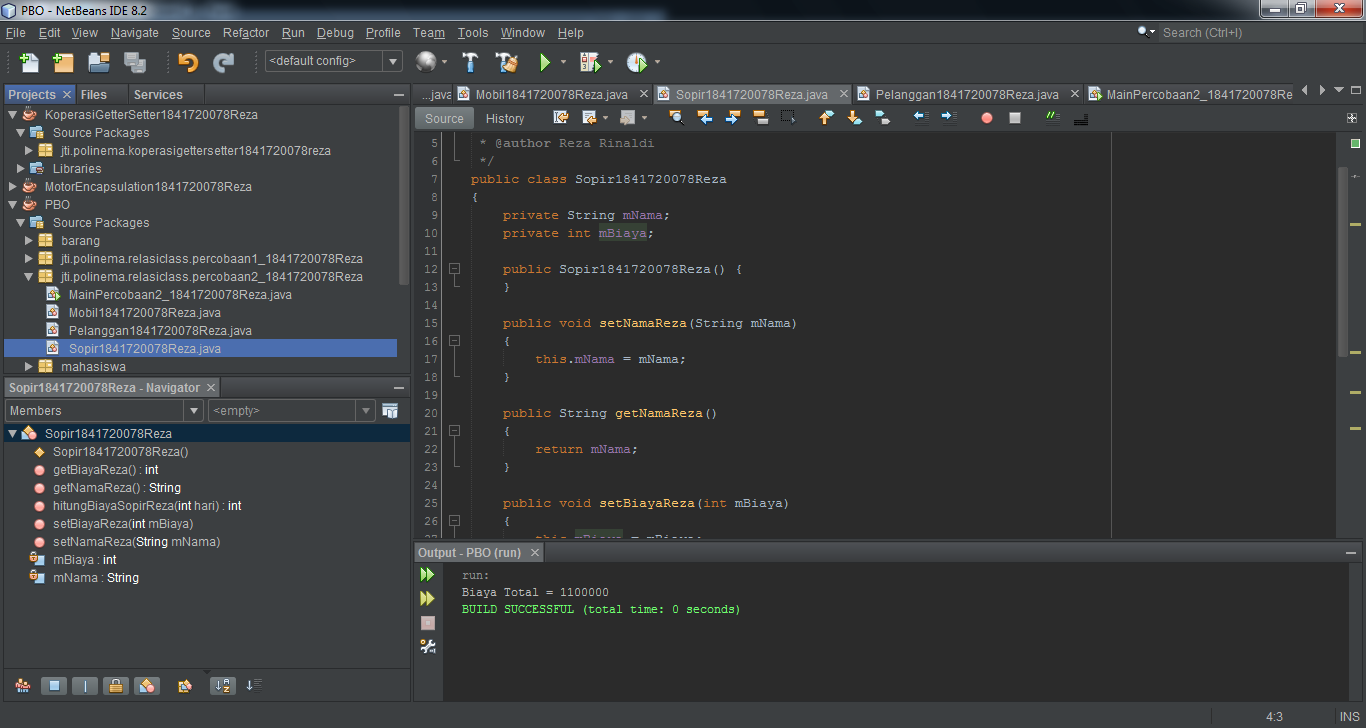 PBO - NetBeans IDE 8.2
File Edit View Navigate Source Refactor Run Debug Profile Team Tools Window Help
Search (Ctrl+I)
<default config>
Projects Files Services
KoperasiGetterSetter1841720078Reza
Source Packages
jti.polinema.koperasigettersetter1841720078reza
Libraries
MotorEncapsulation1841720078Reza
PBO
Source Packages
barang
jti.polinema.relasiclass.percobaan1_1841720078Reza
jti.polinema.relasiclass.percobaan2_1841720078Reza
MainPercobaan2_1841720078Reza.java
Mobil1841720078Reza.java
Pelanggan1841720078Reza.java
Sopir1841720078Reza.java
mahasiswa
Sopir1841720078Reza - Navigator
Members <empty>
Sopir1841720078Reza
Sopir1841720078Reza()
getBiayaReza() : int
getNamaReza() : String
hitungBiayaSopirReza(int hari) : int
setBiayaReza(int mBiaya)
setNamaReza(String mNama)
mBiaya : int
mNama : String
...java Mobil1841720078Reza.java Sopir1841720078Reza.java Pelanggan1841720078Reza.java MainPercobaan2_1841720078Re
Source History
5 * @author Reza Rinaldi
6 */
7 public class Sopir1841720078Reza
8 {
9 private String mNama;
10 private int mBiaya;
11
12 public Sopir1841720078Reza() {
13 }
14
15 public void setNamaReza(String mNama)
16 {
17 this.mNama = mNama;
18 }
19
20 public String getNamaReza()
21 {
22 return mNama;
23 }
24
25 public void setBiayaReza(int mBiaya)
26 {
27 this.mBiaya = mBiaya;
Output - PBO (run)
run:
Biaya Total = 1100000
BUILD SUCCESSFUL (total time: 0 seconds)
4:3 INS